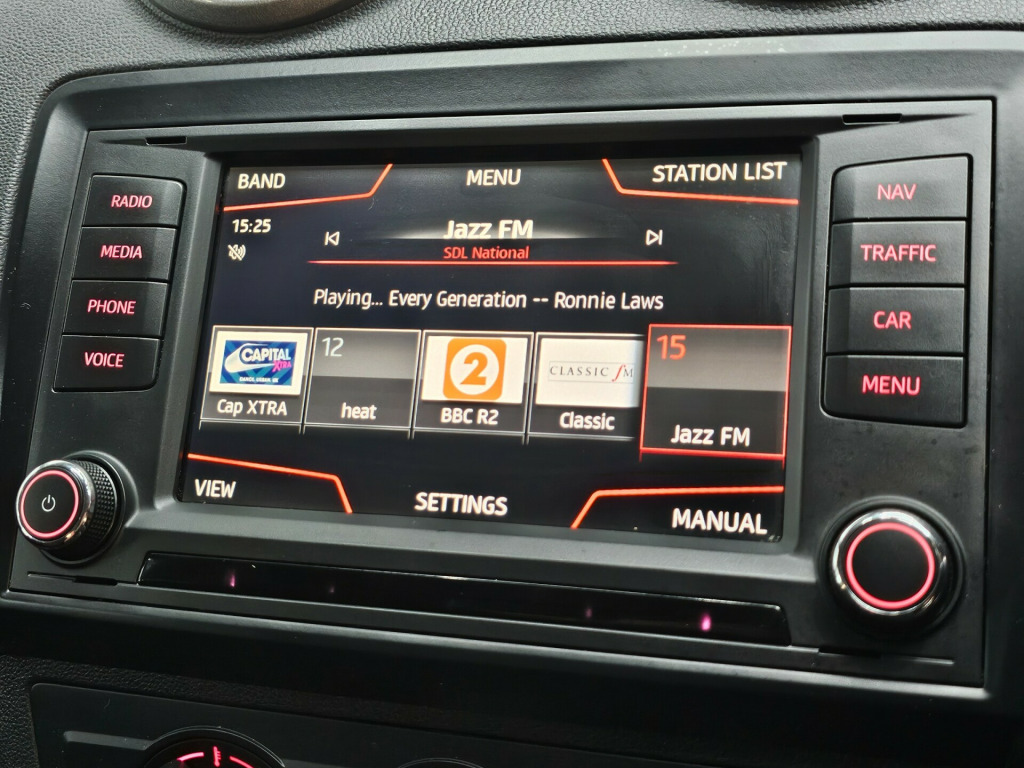 BAND
MENU
STATION LIST
15:25
Jazz FM
SDL National
Playing... Every Generation -- Ronnie Laws
CAPITAL
XTRA
Cap XTRA
12
heat
2
BBC R2
CLASSIC fM
Classic
15
Jazz FM
VIEW
SETTINGS
MANUAL
RADIO
MEDIA
PHONE
VOICE
NAV
TRAFFIC
CAR
MENU